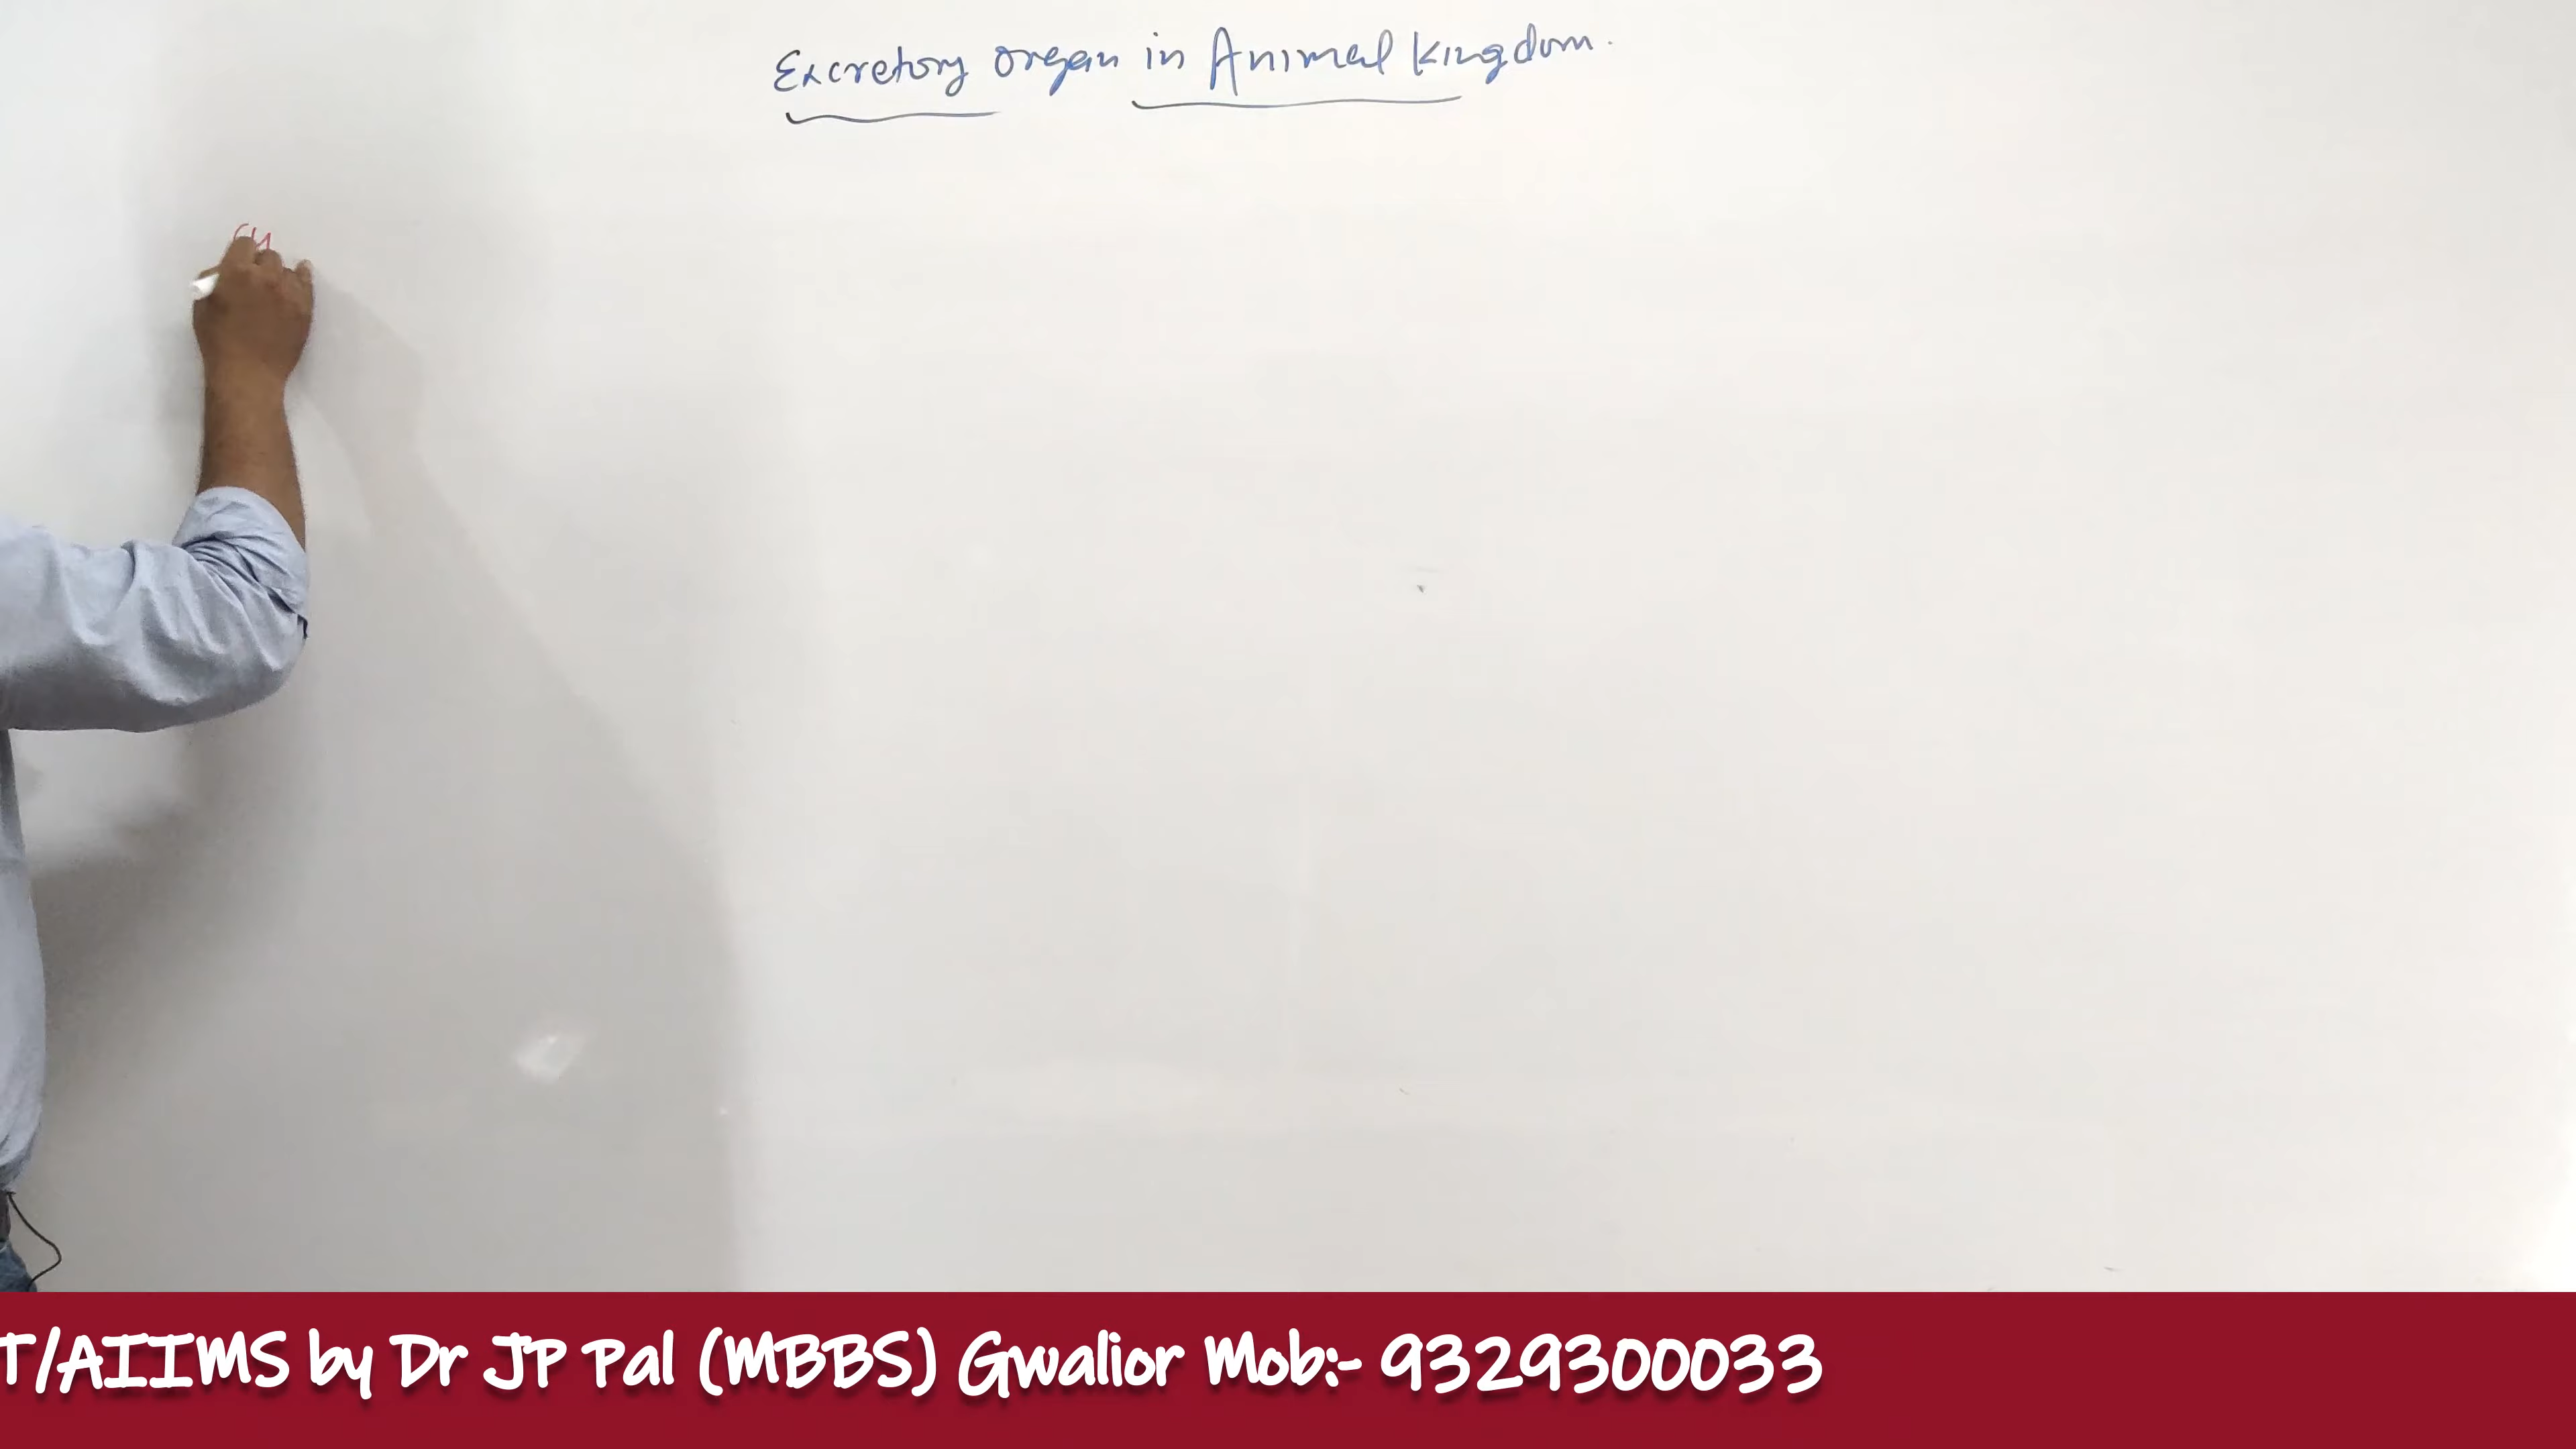 Excretory organ in Animal Kingdom.
T/AIIMS by Dr JP Pal (MBBS) Gwalior Mob:- 9329300033